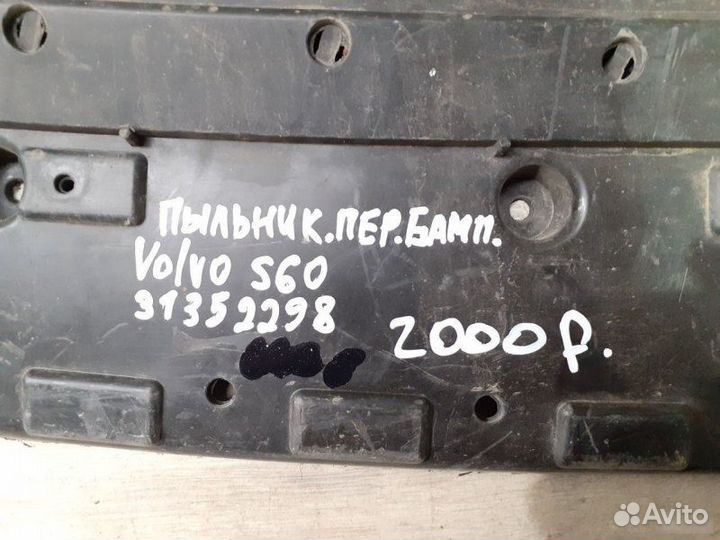 ПЫЛЬНИК.ПЕР.БАМП.
Volvo S60
31352298
2000 р.
Avito